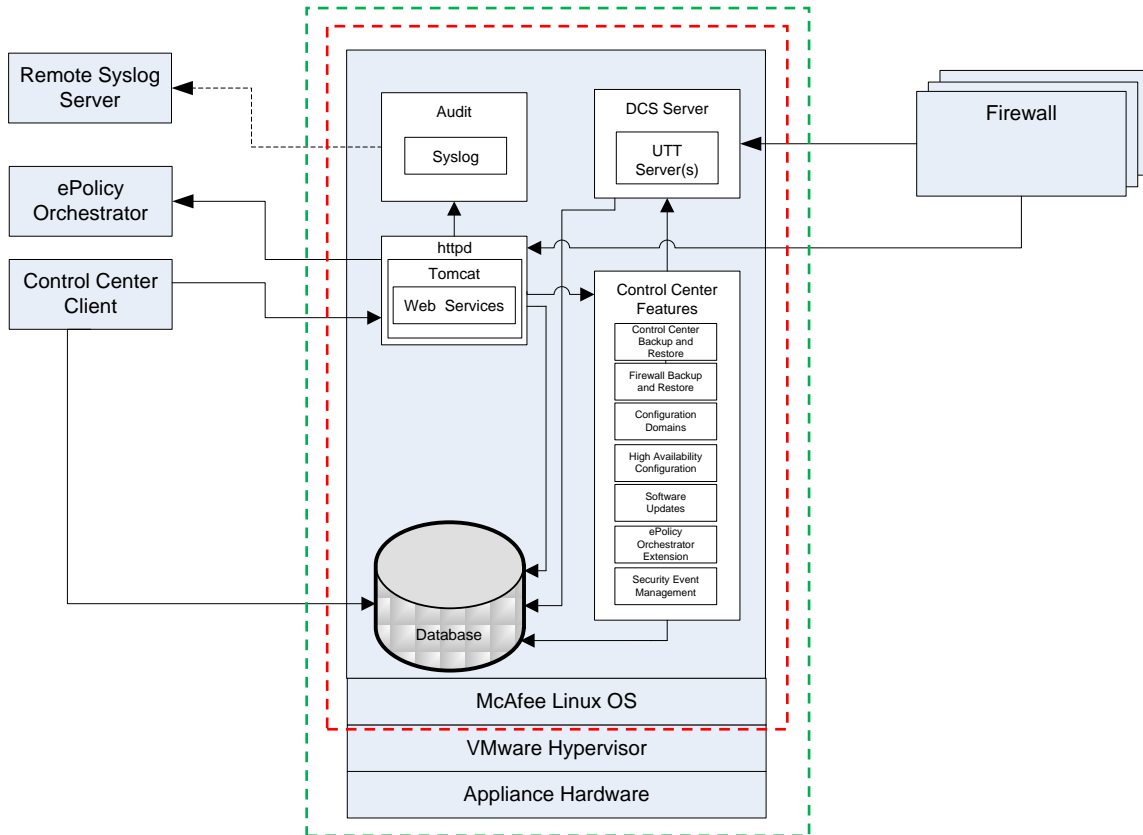 Remote Syslog
Server
ePolicy
Orchestrator
Control Center
Client
Audit
Syslog
httpd
Tomcat
Web Services
DCS Server
UTT
Server(s)
Control Center
Features
Control Center
Backup and
Restore
Firewall Backup
and Restore
Configuration
Domains
High Availability
Configuration
Software
Updates
ePolicy
Orchestrator
Extension
Security Event
Management
Firewall
Database
McAfee Linux OS
VMware Hypervisor
Appliance Hardware